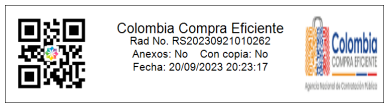 Colombia Compra Eficiente
Rad No. RS20230921010262
Anexos: No Con copia: No
Fecha: 20/09/2023 20:23:17
Colombia
COMPRA EFICIENTE
Agencia Nacional de Contratación Pública